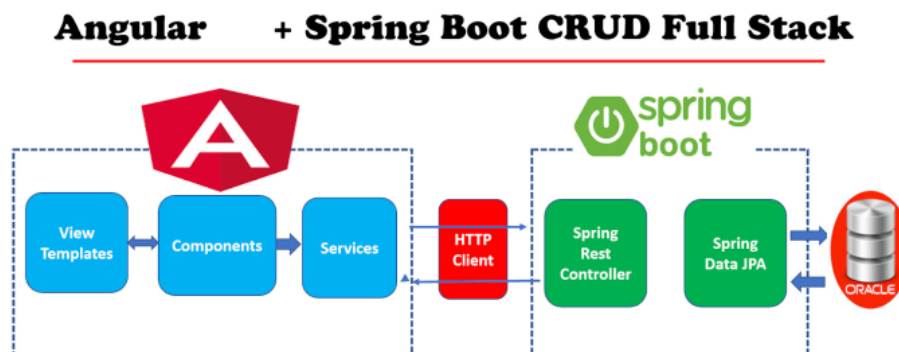 Angular + Spring Boot CRUD Full Stack
A
spring
boot
View
Templates
Components
Services
HTTP
Client
Spring
Rest
Controller
Spring
Data JPA
ORACLE